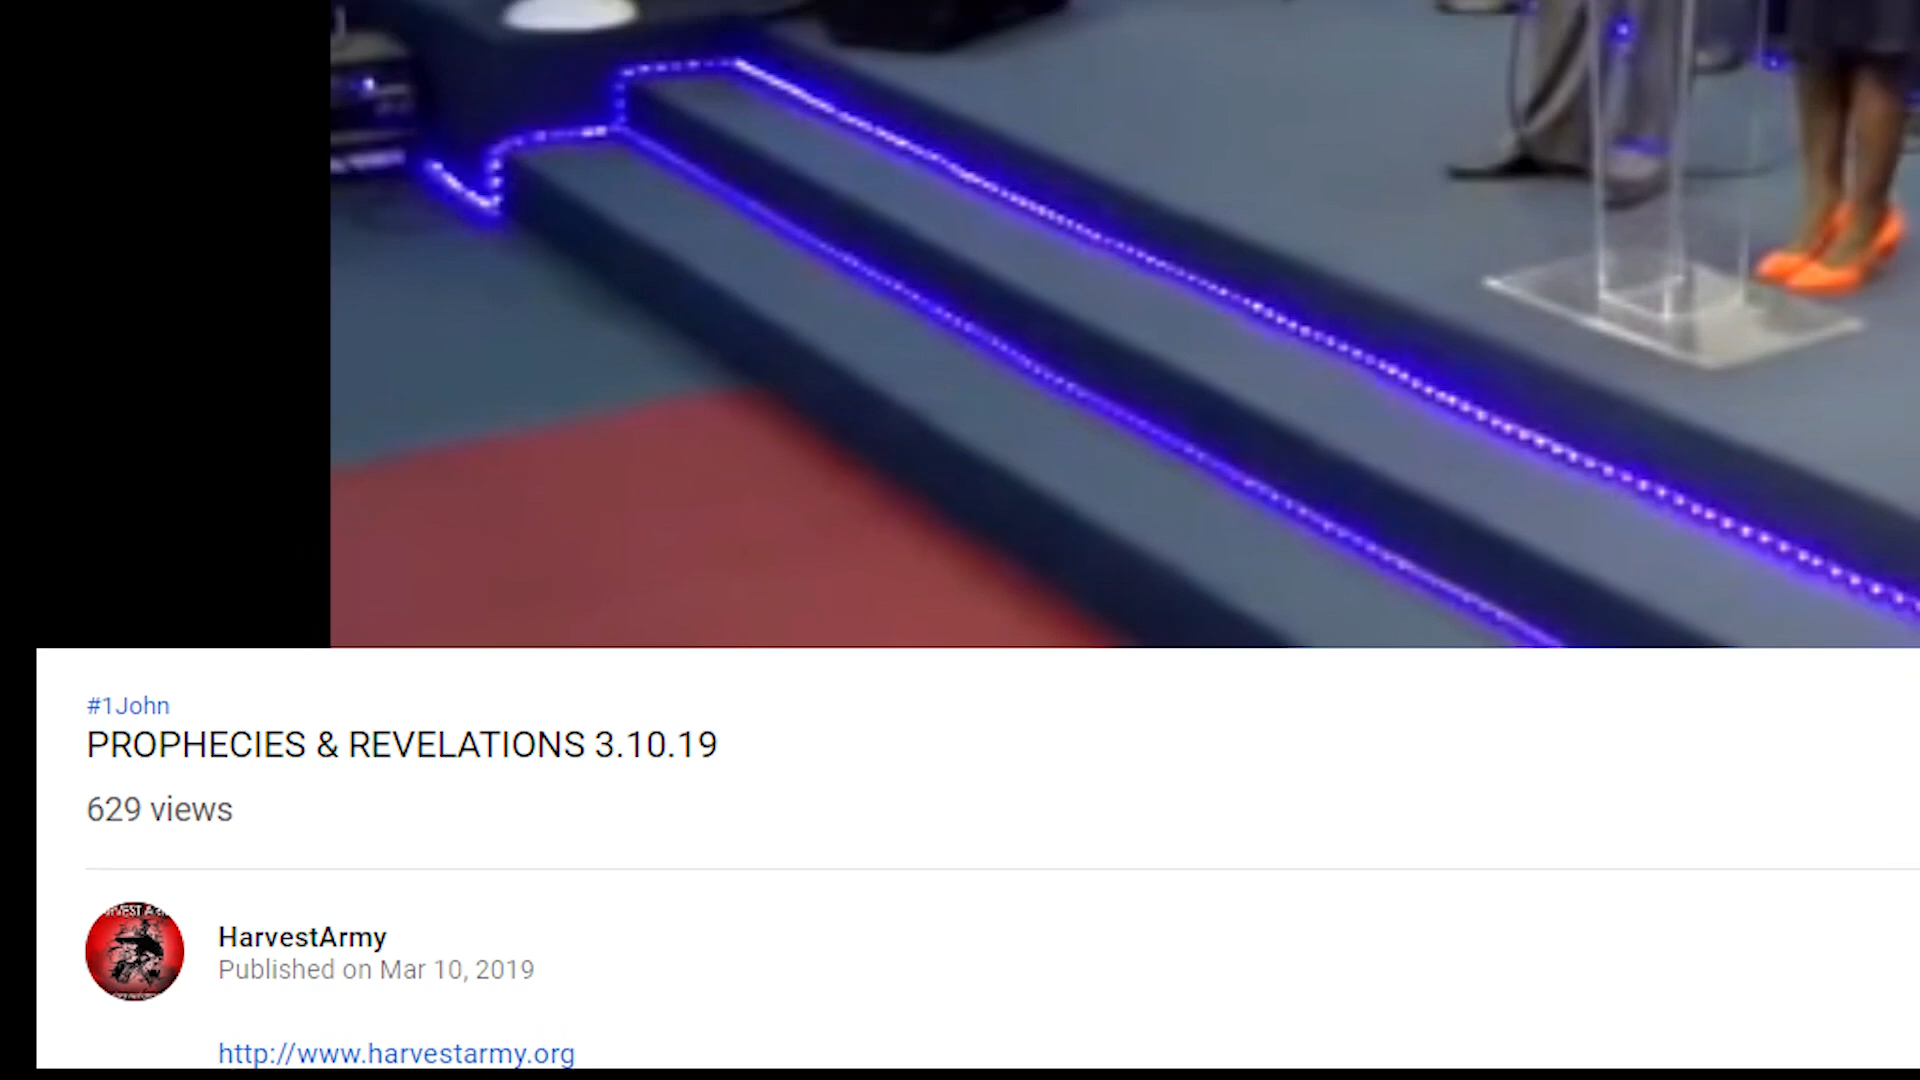 #1John
PROPHECIES & REVELATIONS 3.10.19
629 views
HarvestArmy
Published on Mar 10, 2019
http://www.harvestarmy.org